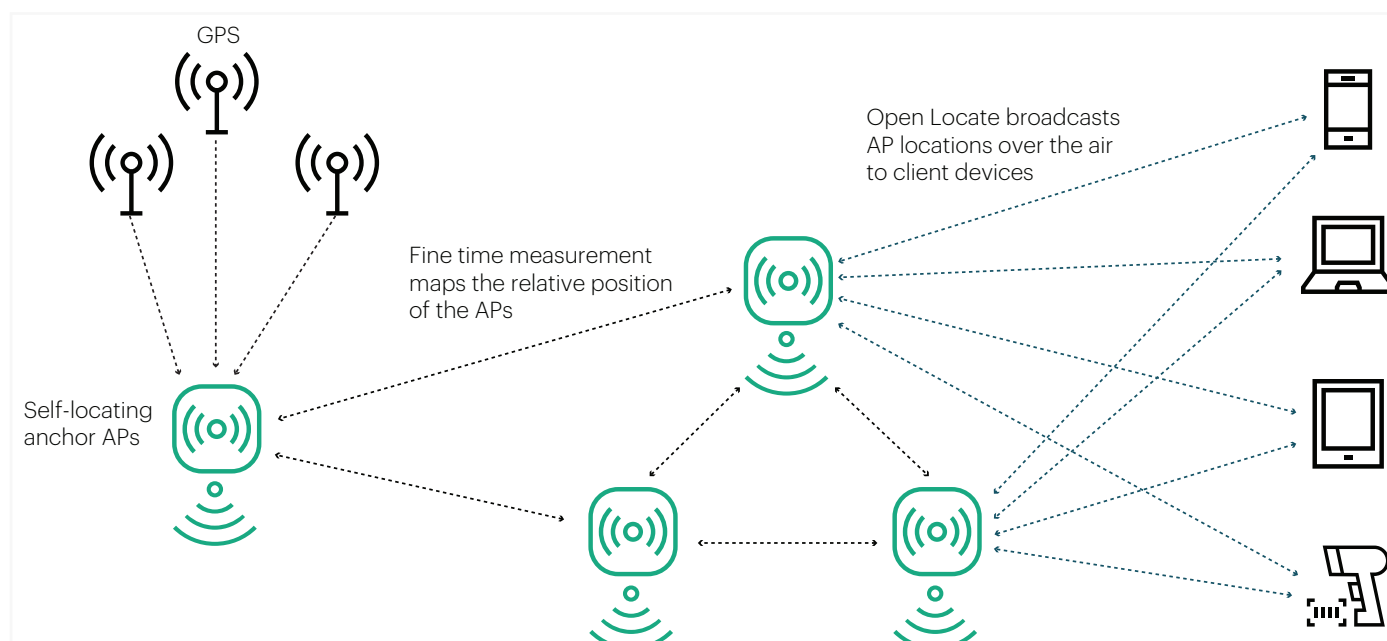 GPS
Open Locate broadcasts
AP locations over the air
to client devices
Fine time measurement
maps the relative position
of the APs
Self-locating
anchor APs